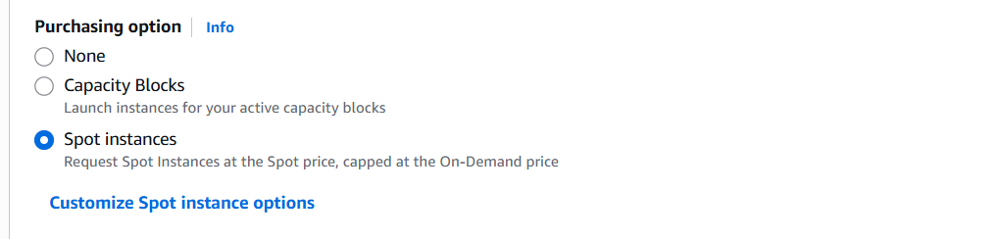 Purchasing option Info
None
Capacity Blocks
Launch instances for your active capacity blocks
Spot instances
Request Spot Instances at the Spot price, capped at the On-Demand price
Customize Spot instance options